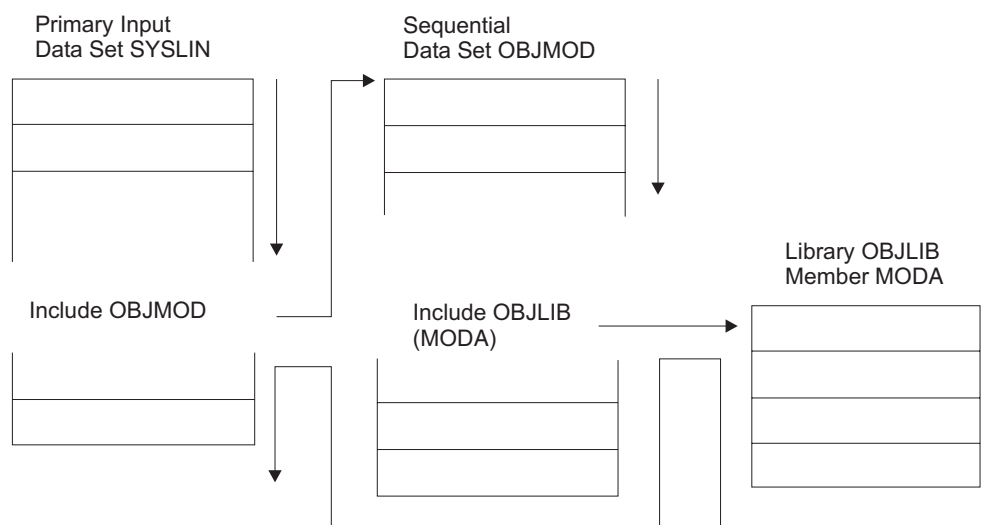 Primary Input
Data Set SYSLIN
Sequential
Data Set OBJMOD
Library OBJLIB
Member MODA
Include OBJMOD
Include OBJLIB
(MODA)